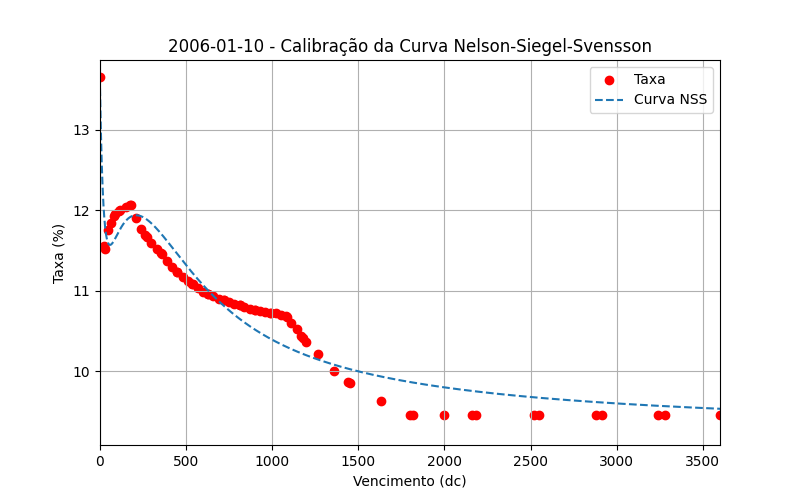 2006-01-10 - Calibração da Curva Nelson-Siegel-Svensson
Taxa
Curva NSS
13
12
11
10
Taxa (%)
0 500 1000 1500 2000 2500 3000 3500
Vencimento (dc)